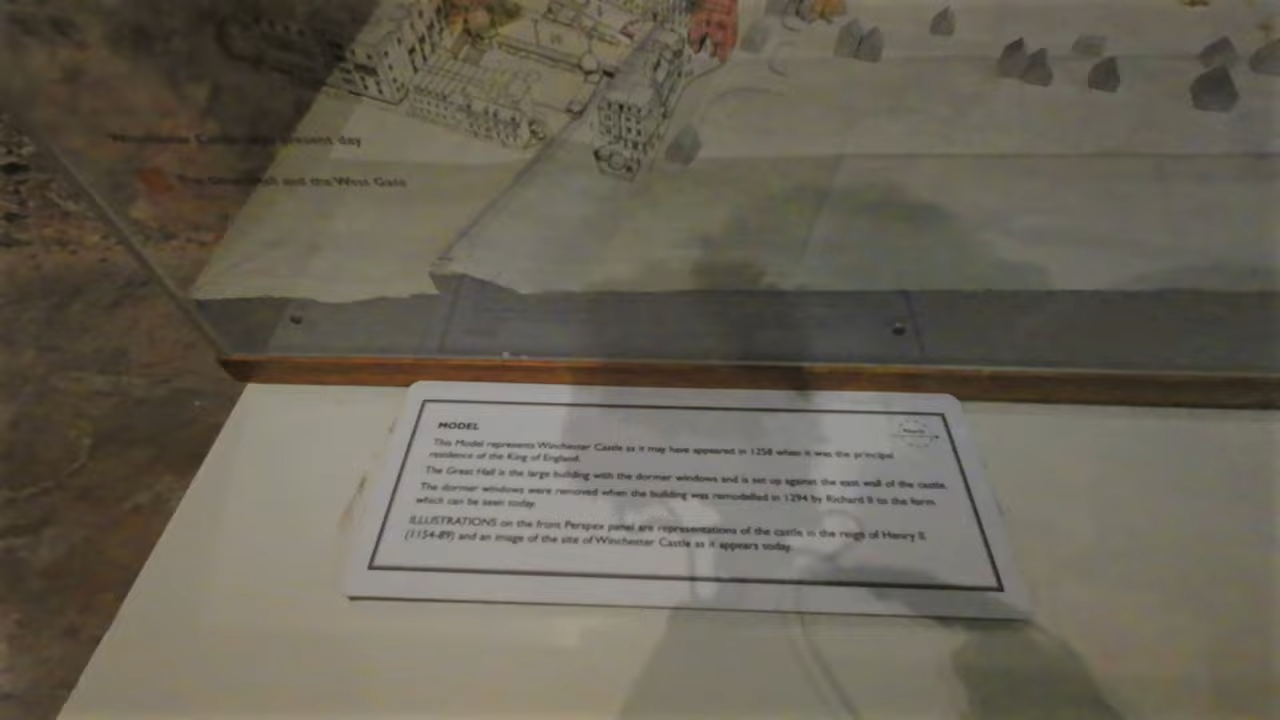 present day
The Great Hall and the West Gate
MODEL
North
This Model represents Winchester Castle as it may have appeared in 1258 when it was the principal
residence of the King of England.
The Great Hall is the large building with the dormer windows and is set up against the east wall of the castle.
The dormer windows were removed when the building was remodelled in 1294 by Richard II to the form
which can be seen today.
ILLUSTRATIONS on the front Perspex panel are representations of the castle in the reign of Henry II
(1154-89) and an image of the site of Winchester Castle as it appears today.